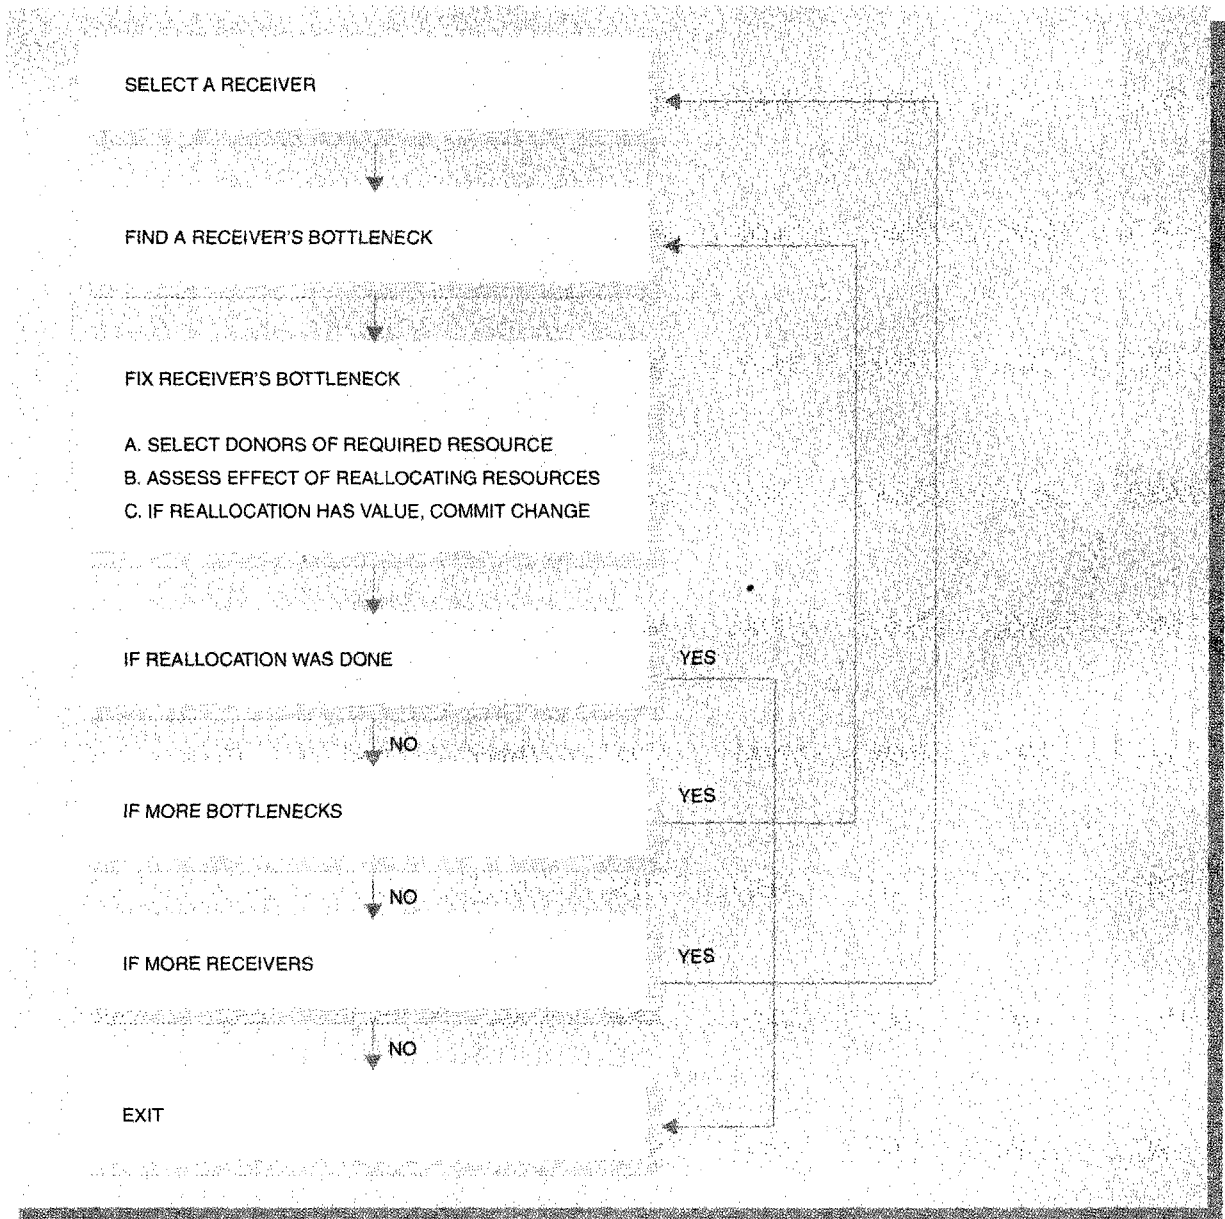 SELECT A RECEIVER
FIND A RECEIVER'S BOTTLENECK
FIX RECEIVER'S BOTTLENECK
A. SELECT DONORS OF REQUIRED RESOURCE
B. ASSESS EFFECT OF REALLOCATING RESOURCES
C. IF REALLOCATION HAS VALUE, COMMIT CHANGE
IF REALLOCATION WAS DONE
YES
NO
IF MORE BOTTLENECKS
YES
NO
IF MORE RECEIVERS
YES
NO
EXIT